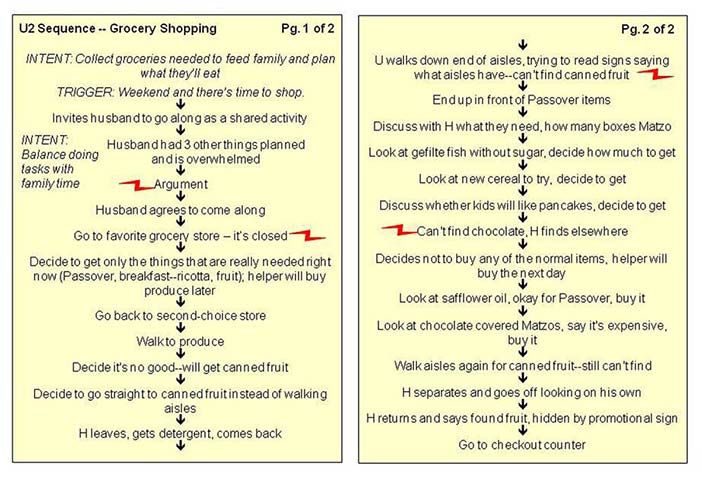 U2 Sequence -- Grocery Shopping Pg. 1 of 2
INTENT: Collect groceries needed to feed family and plan
what they'll eat
TRIGGER: Weekend and there's time to shop.
Invites husband to go along as a shared activity
INTENT:
Balance doing
tasks with
family time
Husband had 3 other things planned
and is overwhelmed
Argument
Husband agrees to come along
Go to favorite grocery store – it's closed
Decide to get only the things that are really needed right
now (Passover, breakfast--ricotta, fruit); helper will buy
produce later
Go back to second-choice store
Walk to produce
Decide it's no good--will get canned fruit
Decide to go straight to canned fruit instead of walking
aisles
H leaves, gets detergent, comes back
Pg. 2 of 2
U walks down end of aisles, trying to read signs saying
what aisles have--can't find canned fruit
End up in front of Passover items
Discuss with H what they need, how many boxes Matzo
Look at gefilte fish without sugar, decide how much to get
Look at new cereal to try, decide to get
Discuss whether kids will like pancakes, decide to get
Can't find chocolate, H finds elsewhere
Decides not to buy any of the normal items, helper will
buy the next day
Look at safflower oil, okay for Passover, buy it
Look at chocolate covered Matzos, say it's expensive,
buy it
Walk aisles again for canned fruit--still can't find
H separates and goes off looking on his own
H returns and says found fruit, hidden by promotional sign
Go to checkout counter